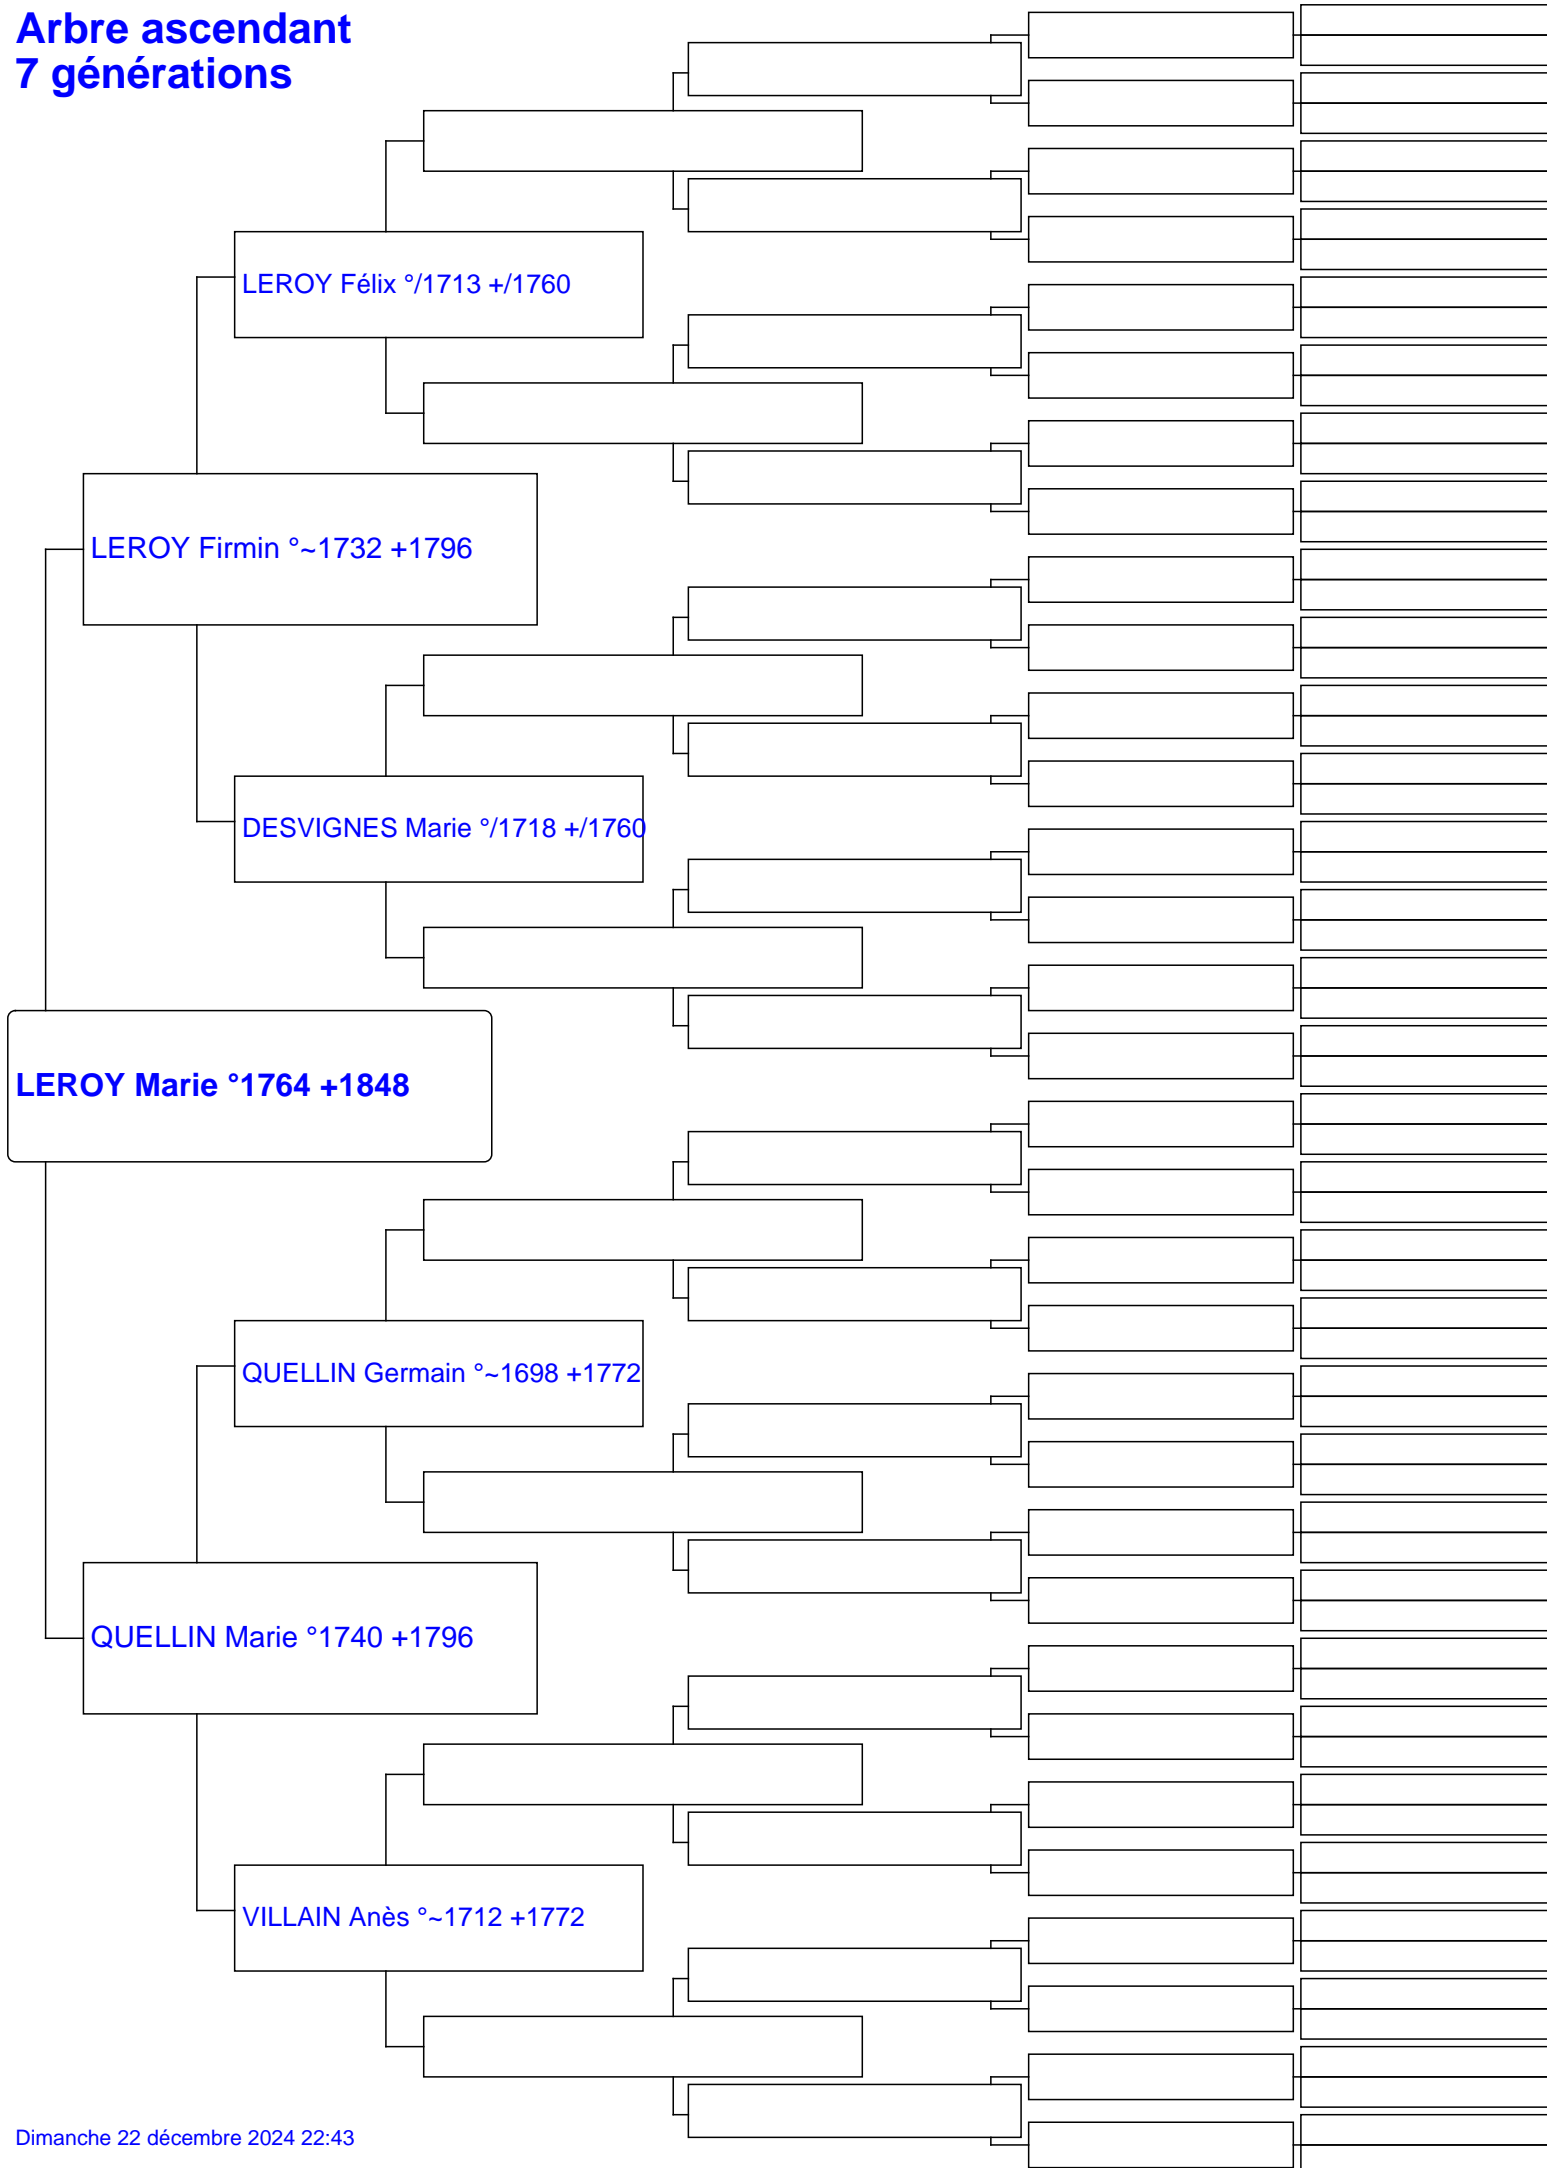 Arbre ascendant
7 générations
LEROY Félix °/1713 +/1760
LEROY Firmin °~1732 +1796
DESVIGNES Marie °/1718 +/1760
LEROY Marie °1764 +1848
QUELLIN Germain °~1698 +1772
QUELLIN Marie °1740 +1796
VILLAIN Anès °~1712 +1772
Dimanche 22 décembre 2024 22:43